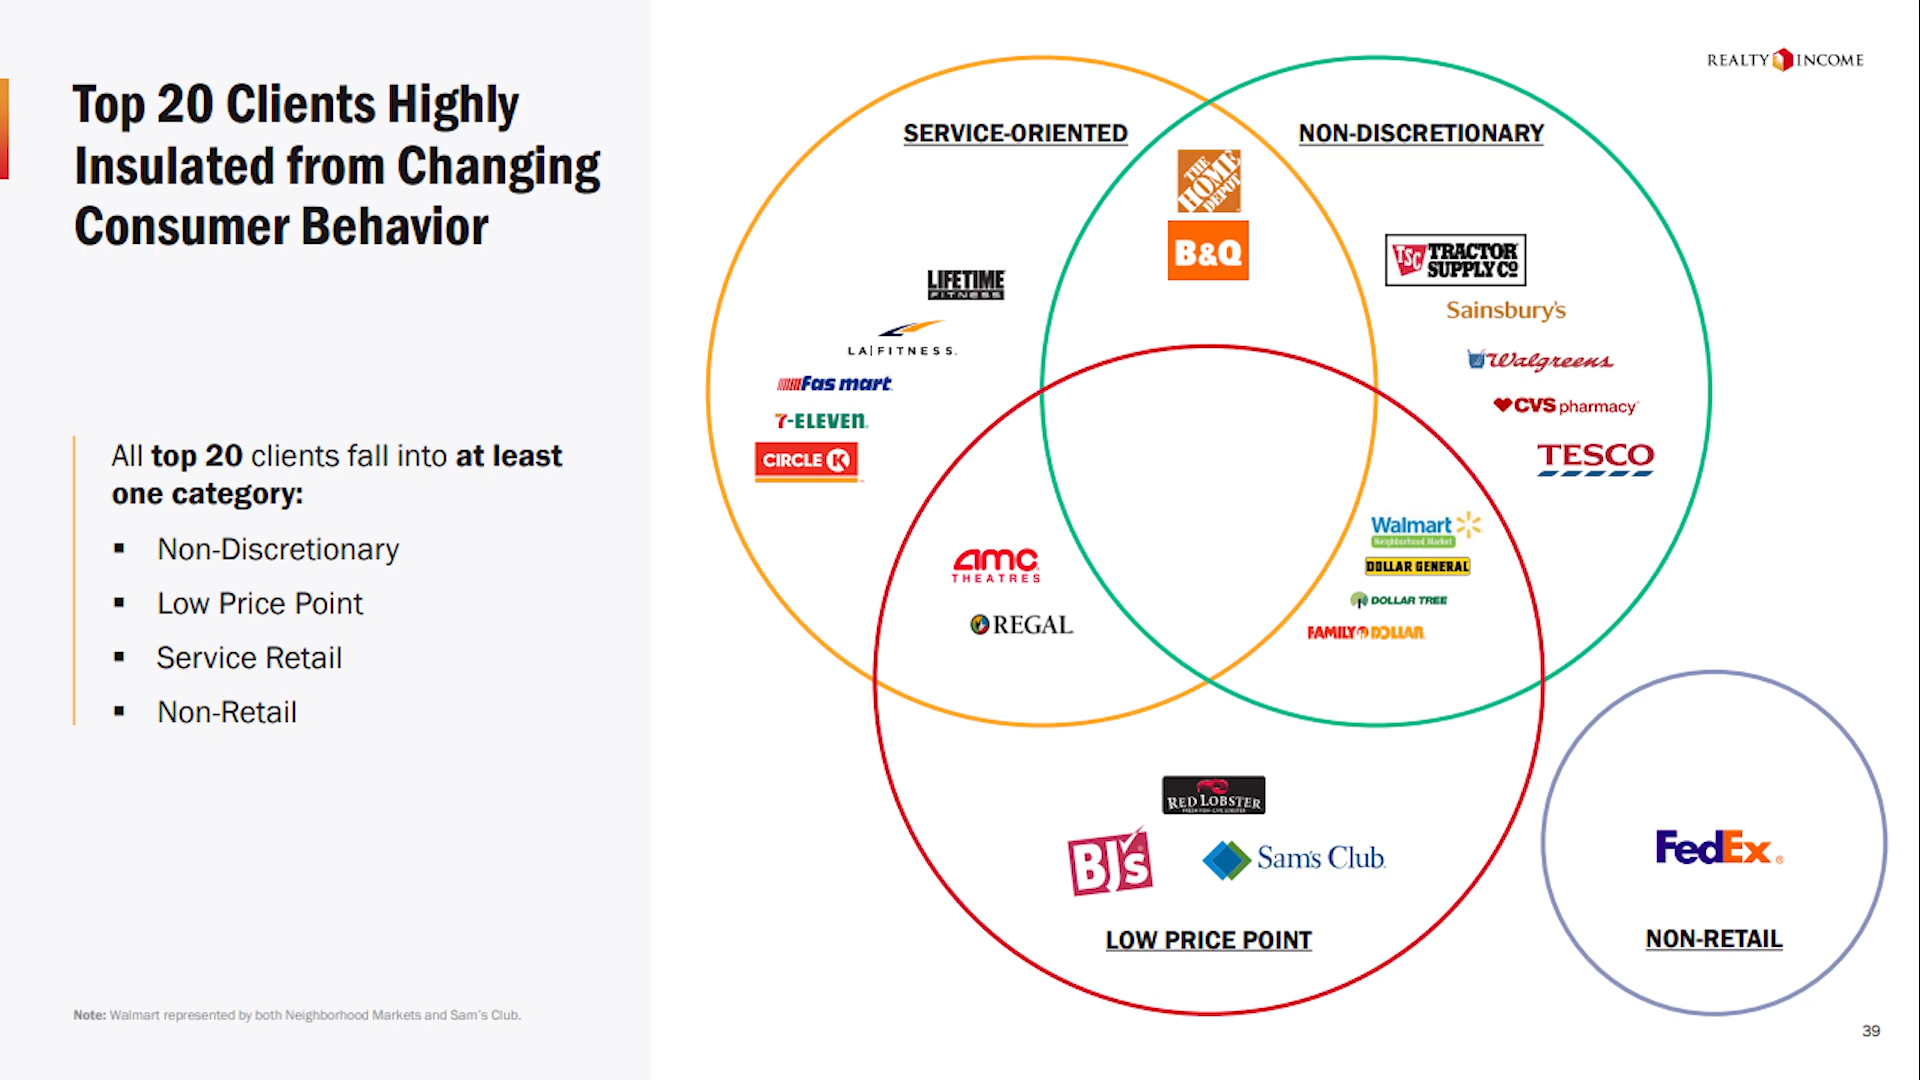 REALTY INCOME
Top 20 Clients Highly
Insulated from Changing
Consumer Behavior
All top 20 clients fall into at least
one category:
▪ Non-Discretionary
▪ Low Price Point
▪ Service Retail
▪ Non-Retail
Note: Walmart represented by both Neighborhood Markets and Sam's Club.
SERVICE-ORIENTED
LIFETIME
FITNESS
LA|FITNESS.
Fas mart.
7-ELEVEN.
CIRCLE K
THE
HOME
DEPOT
B&Q
NON-DISCRETIONARY
TSC TRACTOR
SUPPLY CO
Sainsbury's
Walgreens
CVS pharmacy
TESCO
amc
THEATRES
REGAL
Walmart
Neighborhood Market
DOLLAR GENERAL
DOLLAR TREE
FAMILY DOLLAR
RED LOBSTER
BJ's
Sam's Club
LOW PRICE POINT
FedEx
NON-RETAIL
39